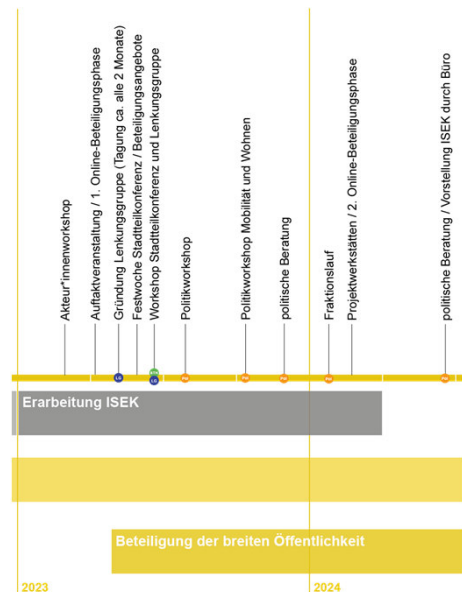 Akteur*innenworkshop
Auftaktveranstaltung / 1. Online-Beteiligungsphase
Gründung Lenkungsgruppe (Tagung ca. alle 2 Monate)
Festwoche Stadtteilkonferenz / Beteiligungsangebote
Workshop Stadtteilkonferenz und Lenkungsgruppe
Politikworkshop
Politikworkshop Mobilität und Wohnen
politische Beratung
Fraktionslauf
Projektwerkstätten / 2. Online-Beteiligungsphase
politische Beratung / Vorstellung ISEK durch Büro
Erarbeitung ISEK
Beteiligung der breiten Öffentlichkeit
2023
2024